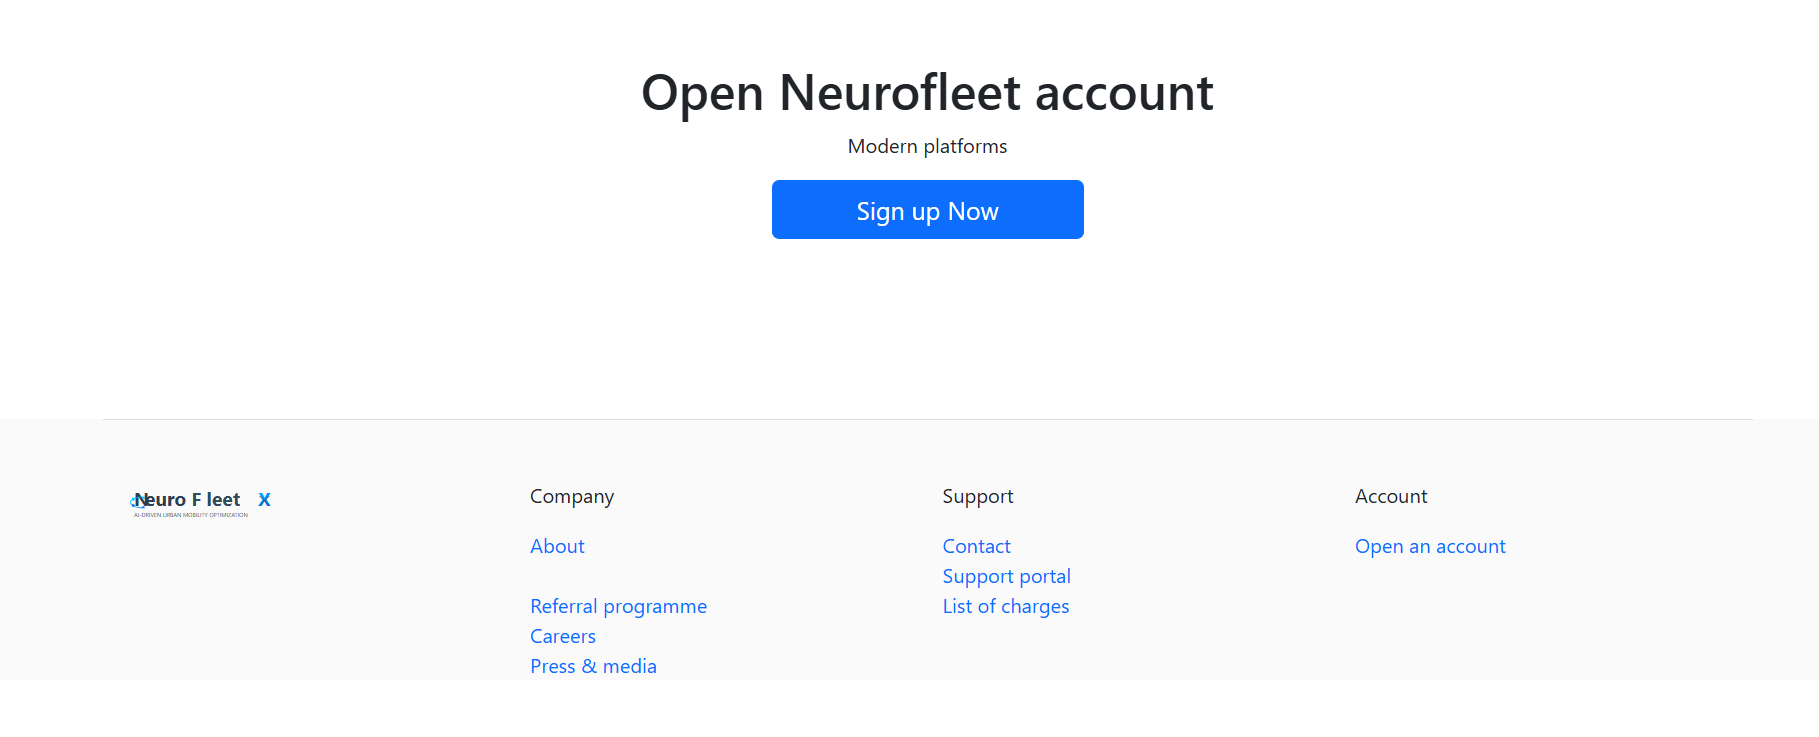 Open Neurofleet account
Modern platforms
Sign up Now
Neuro F leet X
AI-DRIVEN URBAN MOBILITY OPTIMIZATION
Company
About
Referral programme
Careers
Press & media
Support
Contact
Support portal
List of charges
Account
Open an account